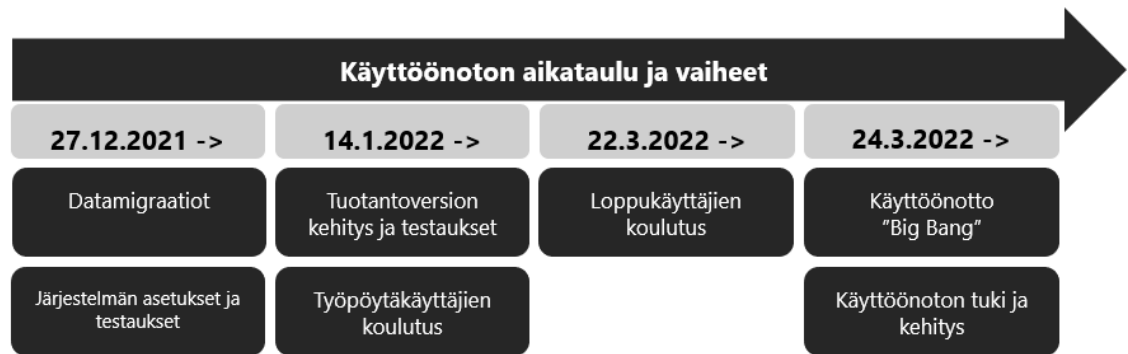 Käyttöönoton aikataulu ja vaiheet
27.12.2021 ->
14.1.2022 ->
22.3.2022 ->
24.3.2022 ->
Datamigraatiot
Tuotantoversion
kehitys ja testaukset
Loppukäyttäjien
koulutus
Käyttöönotto
”Big Bang”
Järjestelmän asetukset ja
testaukset
Työpöytäkäyttäjien
koulutus
Käyttöönoton tuki ja
kehitys